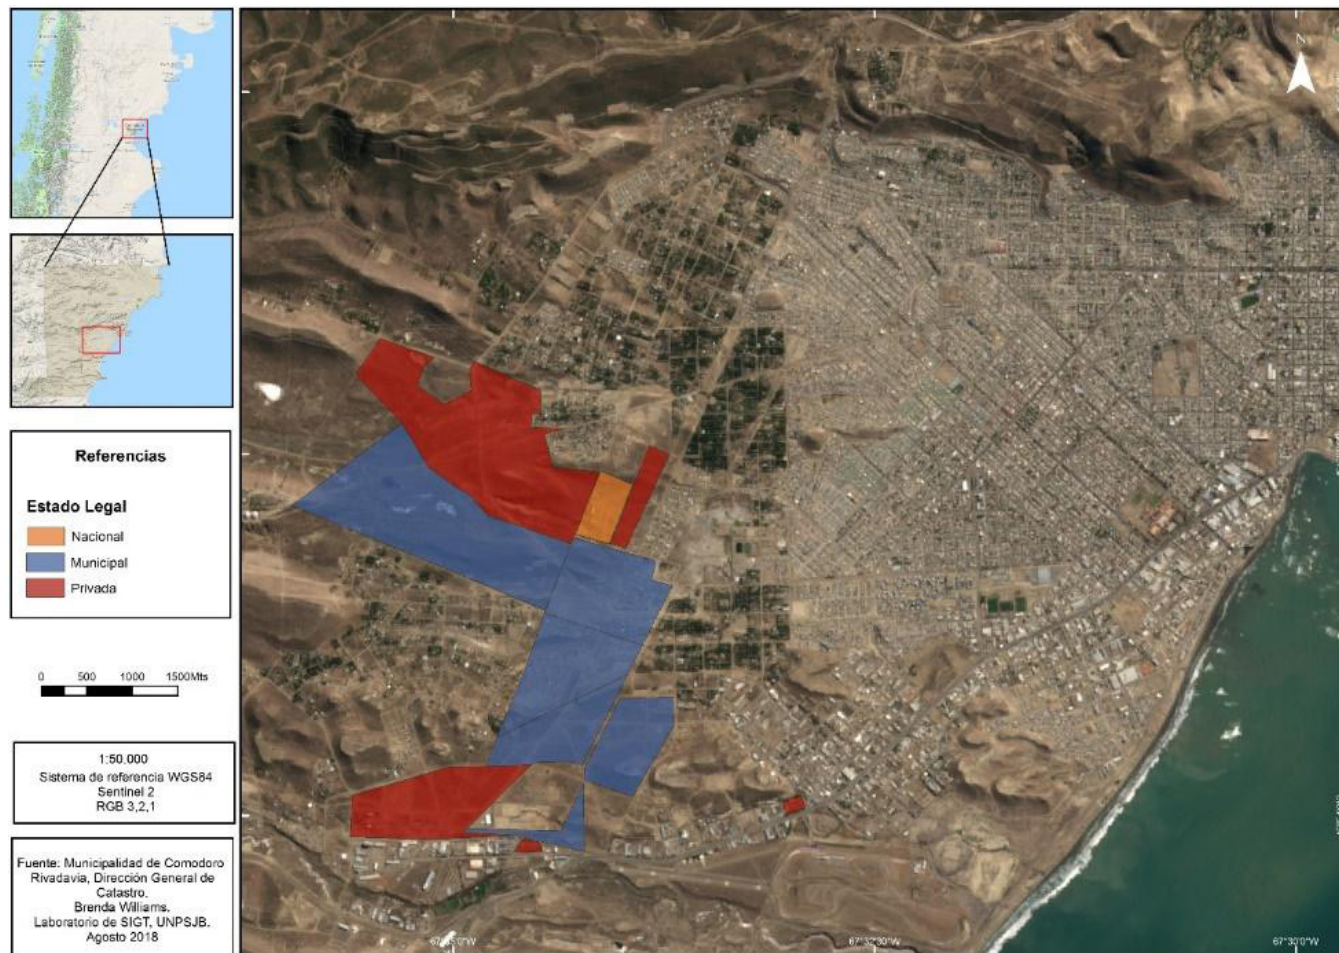 Referencias
Estado Legal
Nacional
Municipal
Privada
0 500 1000 1500Mts
1:50.000
Sistema de referencia WGS84
Sentinel 2
RGB 3,2,1
Fuente: Municipalidad de Comodoro
Rivadavia, Dirección General de
Catastro.
Brenda Williams.
Laboratorio de SIGT, UNPSJB.
Agosto 2018
N
67°32'30"W
67°30'0"W